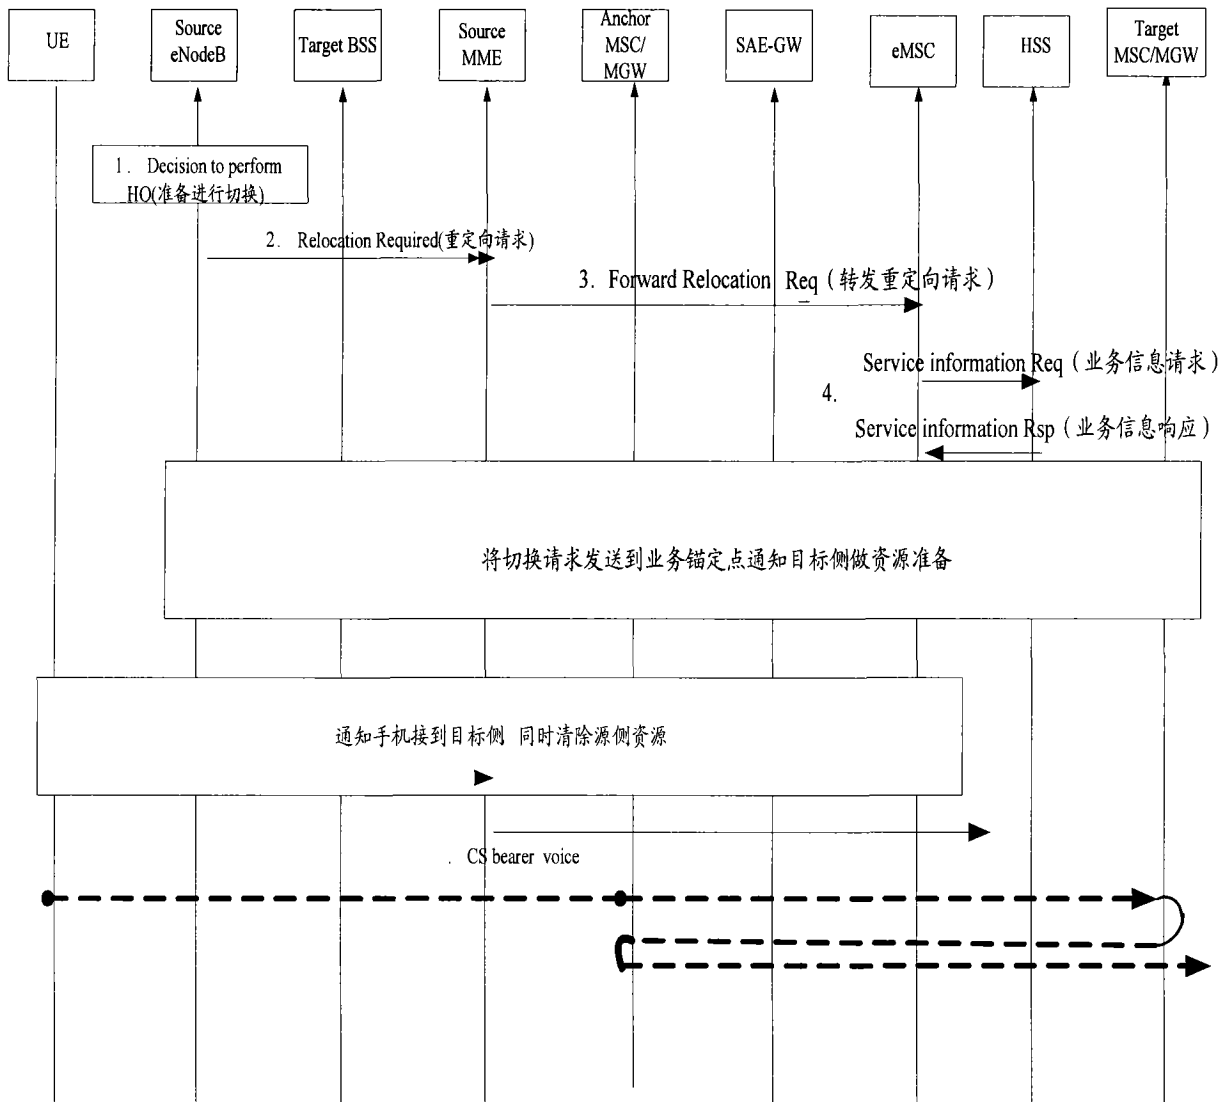 UE
Source
eNodeB
Target BSS
Source
MME
Anchor
MSC/
MGW
SAE-GW
eMSC
HSS
Target
MSC/MGW
1. Decision to perform
HO(准备进行切换)
2. Relocation Required(重定向请求)
3. Forward Relocation Req（转发重定向请求）
Service information Req（业务信息请求）
4.
Service information Rsp（业务信息响应）
将切换请求发送到业务锚定点通知目标侧做资源准备
通知手机接到目标侧 同时清除源侧资源
. CS bearer voice